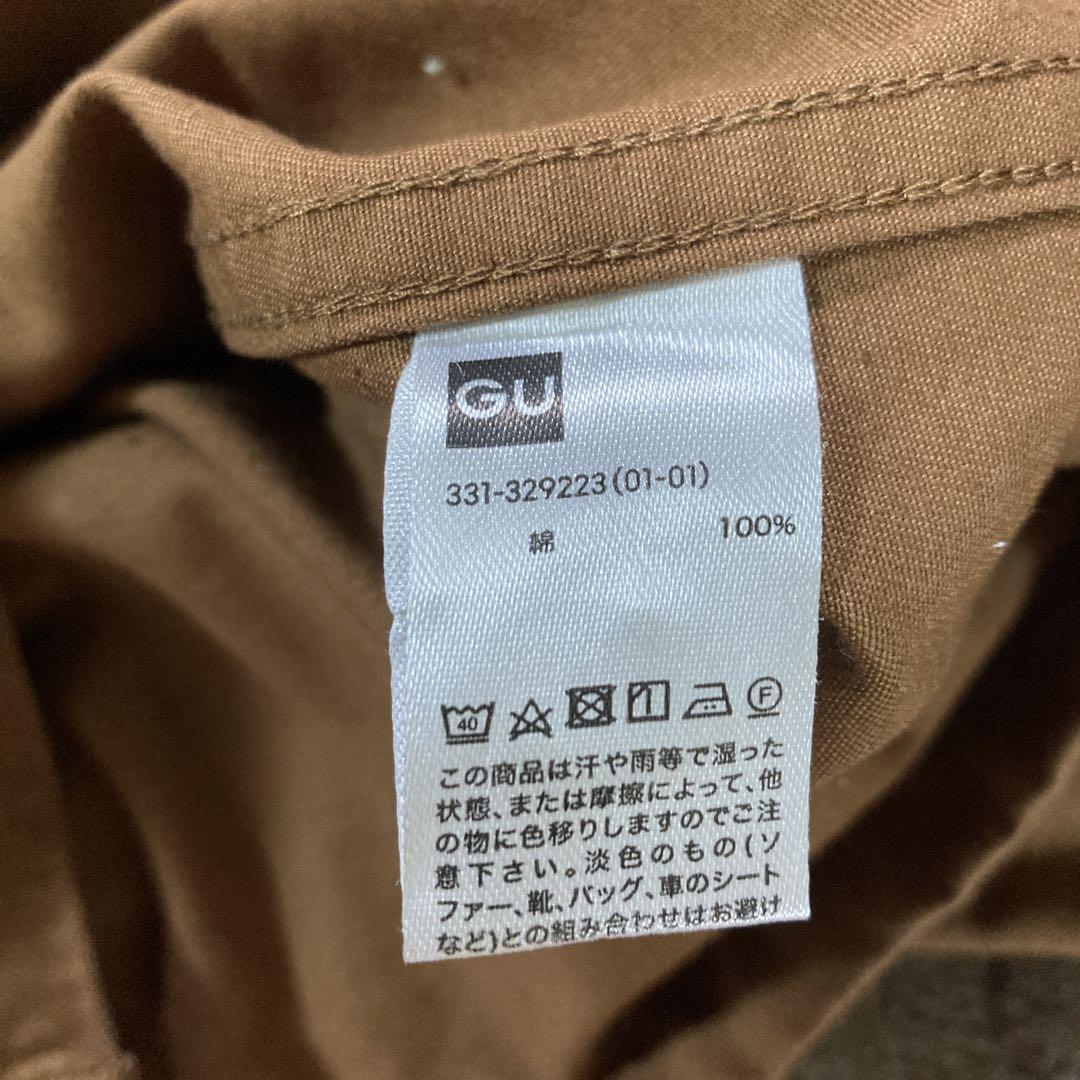 GU
331-329223(01-01)
綿 100%
40 F
この商品は汗や雨等で湿った
状態、または摩擦によって、他
の物に色移りしますのでご注
意下さい。淡色のもの(ソ
ファー、靴、バッグ、車のシート
など)との組み合わせはお避け